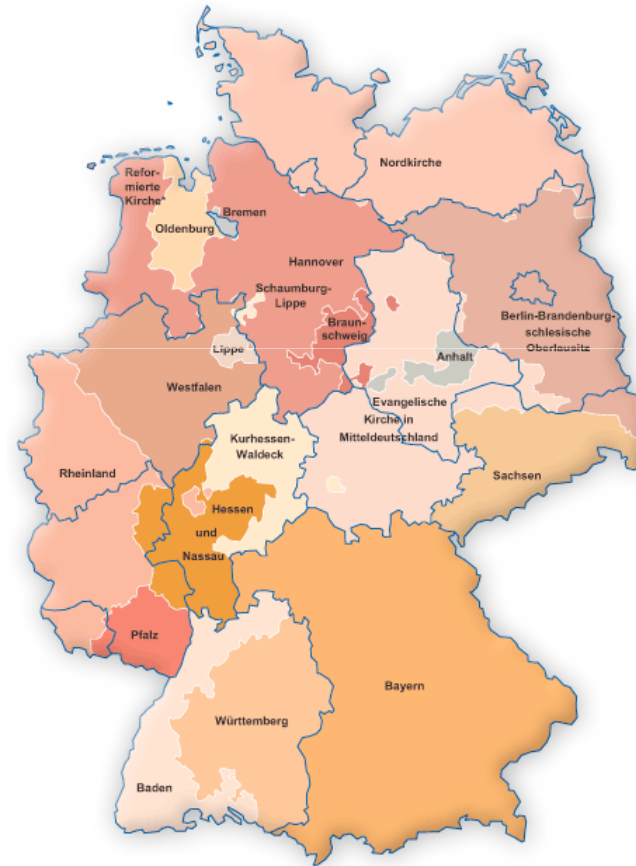 Nordkirche
Refor-
mierte
Kirche*
Bremen
Oldenburg
Hannover
Schaumburg-
Lippe
Braun-
schweig
Berlin-Brandenburg-
schlesische
Oberlausitz
Lippe
Anhalt
Westfalen
Evangelische
Kirche in
Mitteldeutschland
Kurhessen-
Waldeck
Rheinland
Sachsen
Hessen
und
Nassau
Pfalz
Bayern
Württemberg
Baden